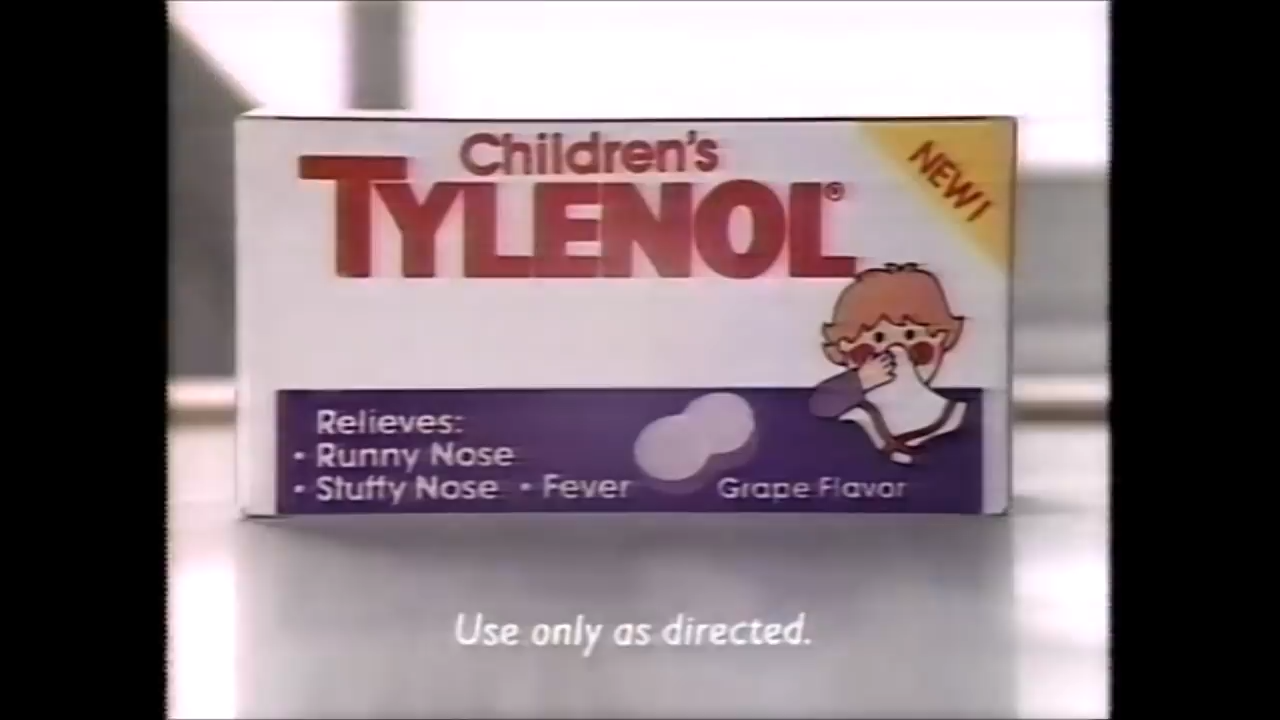 Children's
TYLENOL®
NEW!
Relieves:
• Runny Nose
• Stuffy Nose • Fever
Grape Flavor
Use only as directed.